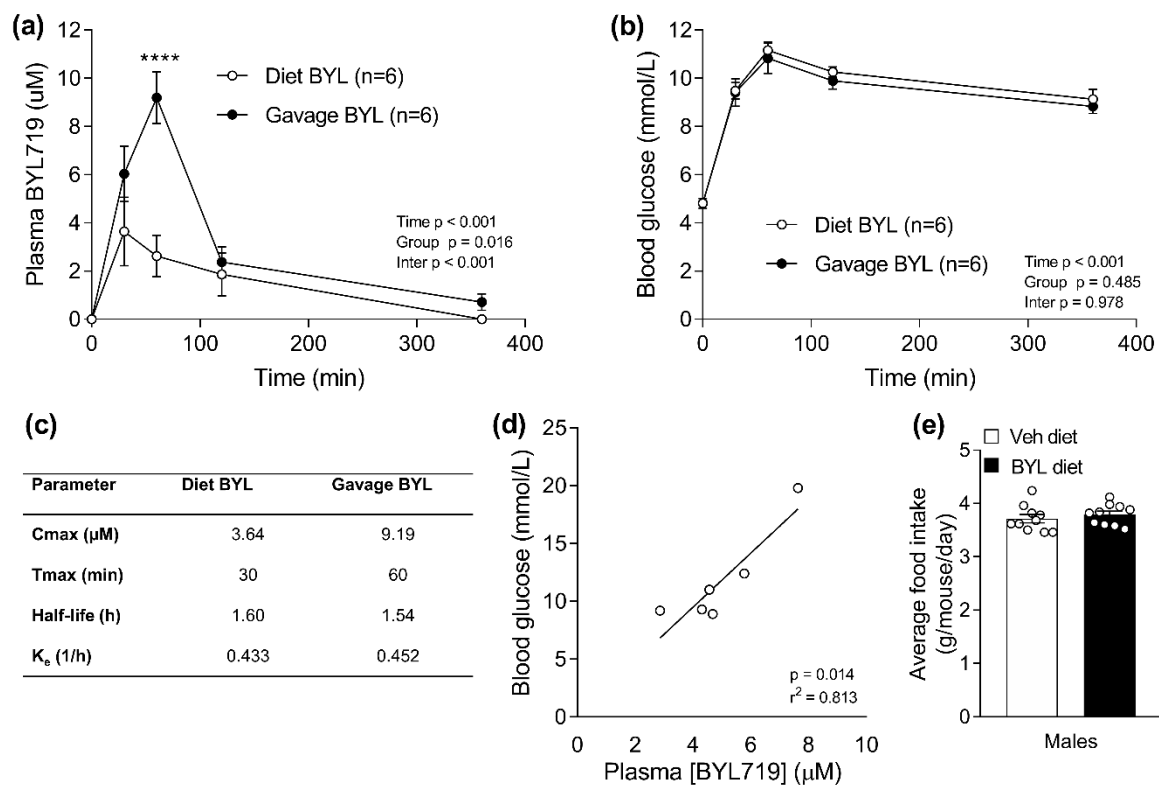 (a)
Plasma BYL719 (uM)
12
10
8
6
4
2
0
****
Diet BYL (n=6)
Gavage BYL (n=6)
Time p < 0.001
Group p = 0.016
Inter p < 0.001
0 100 200 300 400
Time (min)
(b)
Blood glucose (mmol/L)
12
10
8
6
4
2
0
Diet BYL (n=6)
Gavage BYL (n=6)
Time p < 0.001
Group p = 0.485
Inter p = 0.978
0 100 200 300 400
Time (min)
(c)
Parameter Diet BYL Gavage BYL
Cmax (µM) 3.64 9.19
Tmax (min) 30 60
Half-life (h) 1.60 1.54
Ke (1/h) 0.433 0.452
(d)
Blood glucose (mmol/L)
25
20
15
10
5
0
p = 0.014
r² = 0.813
0 2 4 6 8 10
Plasma [BYL719] (µM)
(e)
Veh diet
BYL diet
Average food intake
(g/mouse/day)
5
4
3
2
1
0
Males